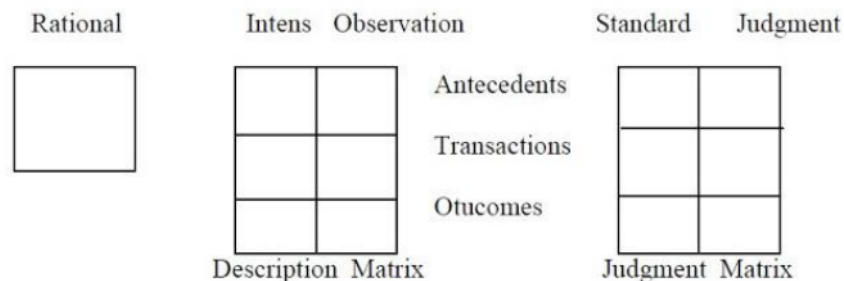 Rational Intens Observation Standard Judgment
Antecedents
Transactions
Otucomes
Description Matrix Judgment Matrix